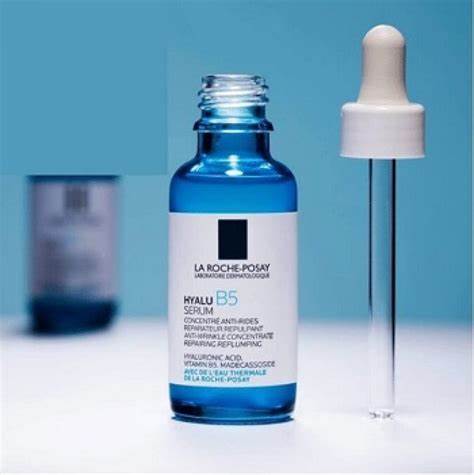 LA ROCHE-POSAY
LABORATOIRE DERMATOLOGIQUE
HYALU B5
SERUM
CONCENTRÉ ANTI-RIDES
RÉPARATEUR REPULPANT
ANTI-WRINKLE CONCENTRATE
REPAIRING REPLUMPING
HYALURONIC ACID,
VITAMIN B5, MADECASSOSIDE
AVEC DE L'EAU THERMALE
DE LA ROCHE-POSAY